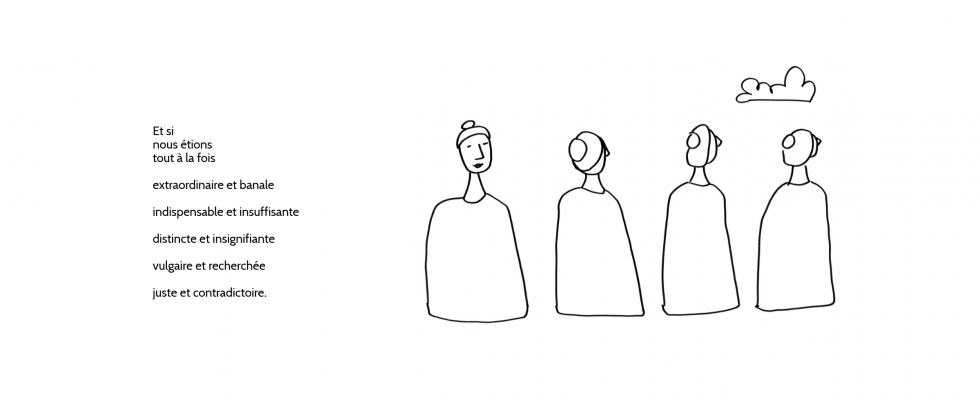 Et si
nous étions
tout à la fois
extraordinaire et banale
indispensable et insuffisante
distincte et insignifiante
vulgaire et recherchée
juste et contradictoire.